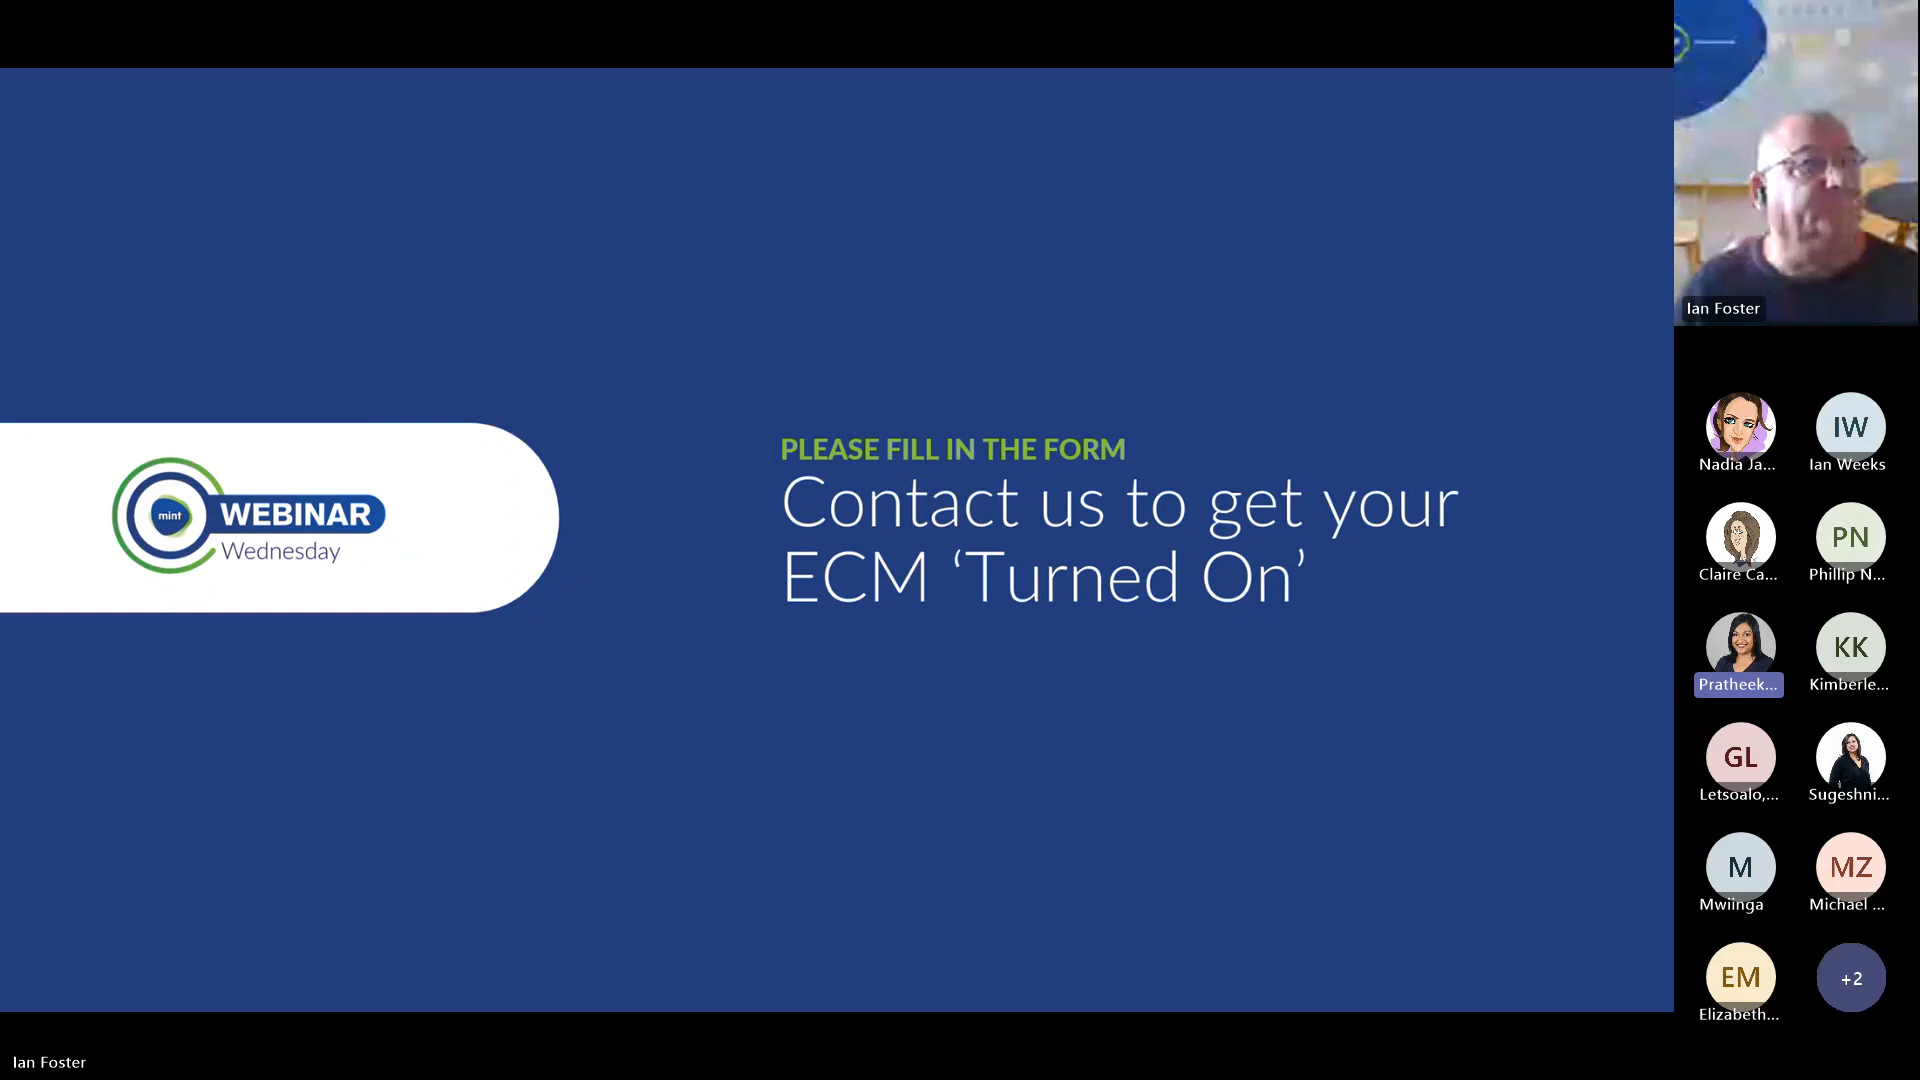 PLEASE FILL IN THE FORM
Contact us to get your
ECM ‘Turned On’
mint
WEBINAR
Wednesday
Ian Foster
Nadia Ja...
IW
Ian Weeks
Claire Ca...
PN
Phillip N...
Pratheek...
KK
Kimberle...
GL
Letsoalo,...
Sugeshni...
M
Mwiinga
MZ
Michael ...
EM
Elizabeth...
+2
Ian Foster